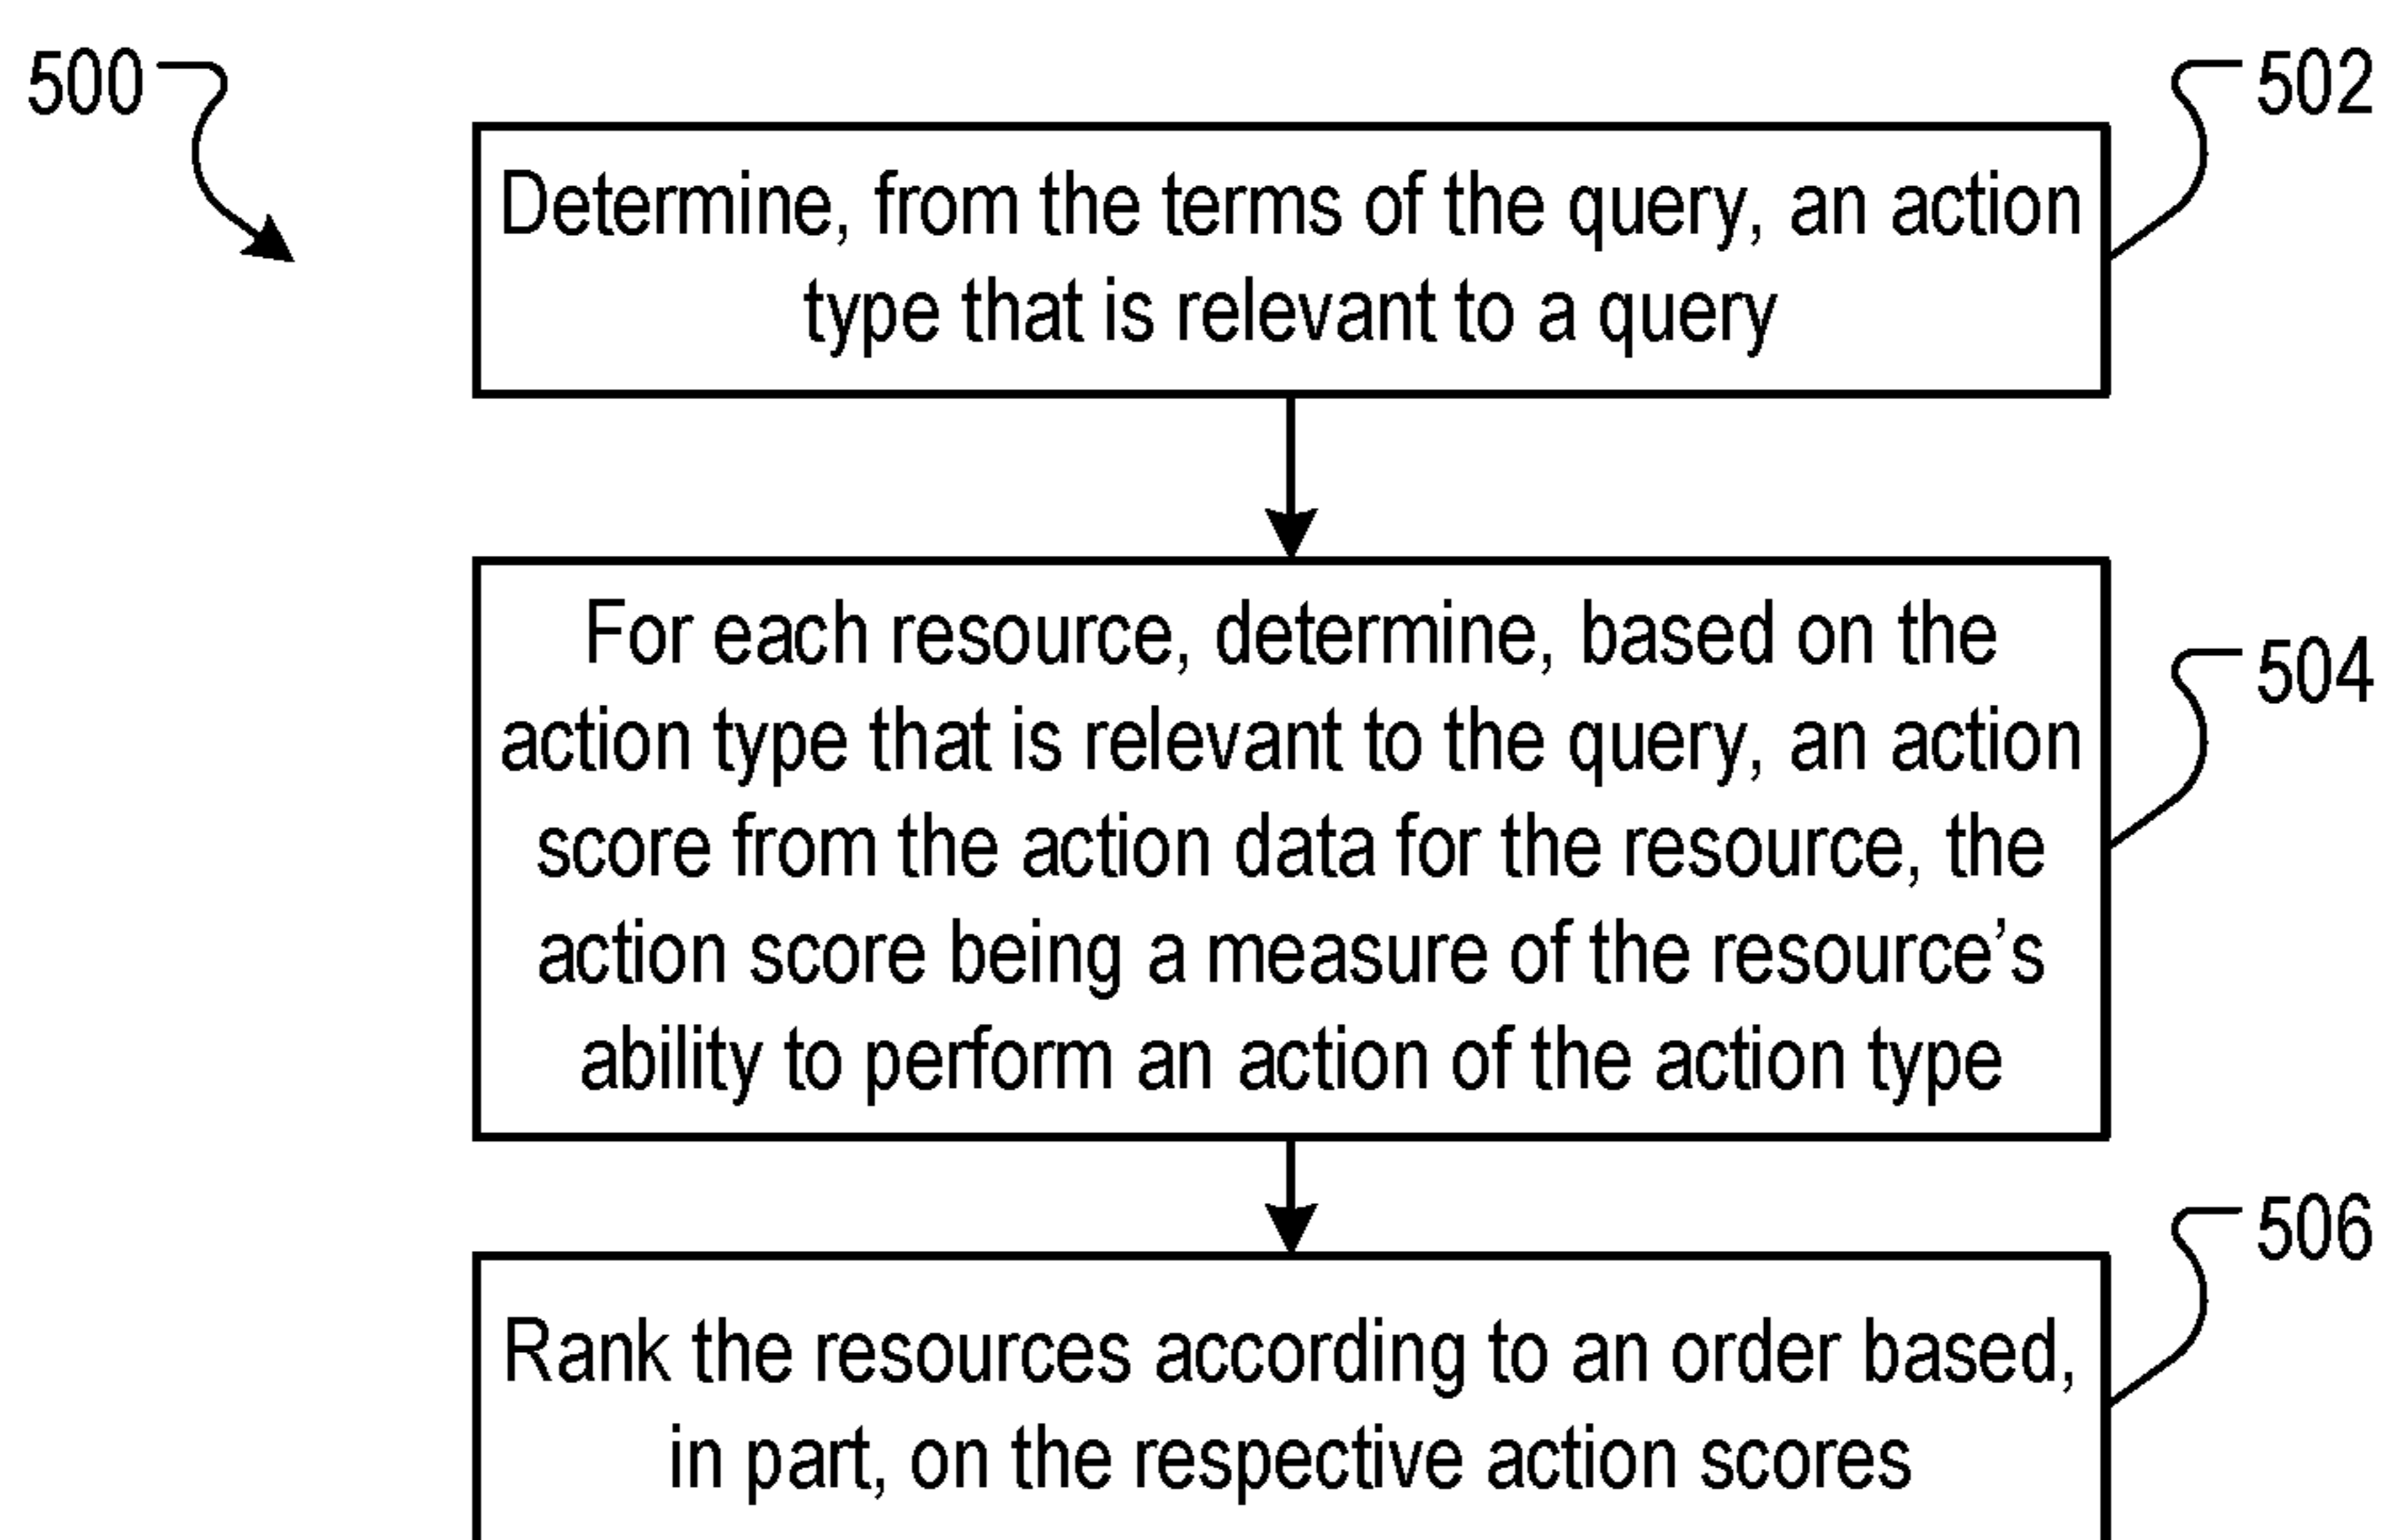 500
502
Determine, from the terms of the query, an action
type that is relevant to a query
For each resource, determine, based on the
action type that is relevant to the query, an action
score from the action data for the resource, the
action score being a measure of the resource’s
ability to perform an action of the action type
504
506
Rank the resources according to an order based,
in part, on the respective action scores